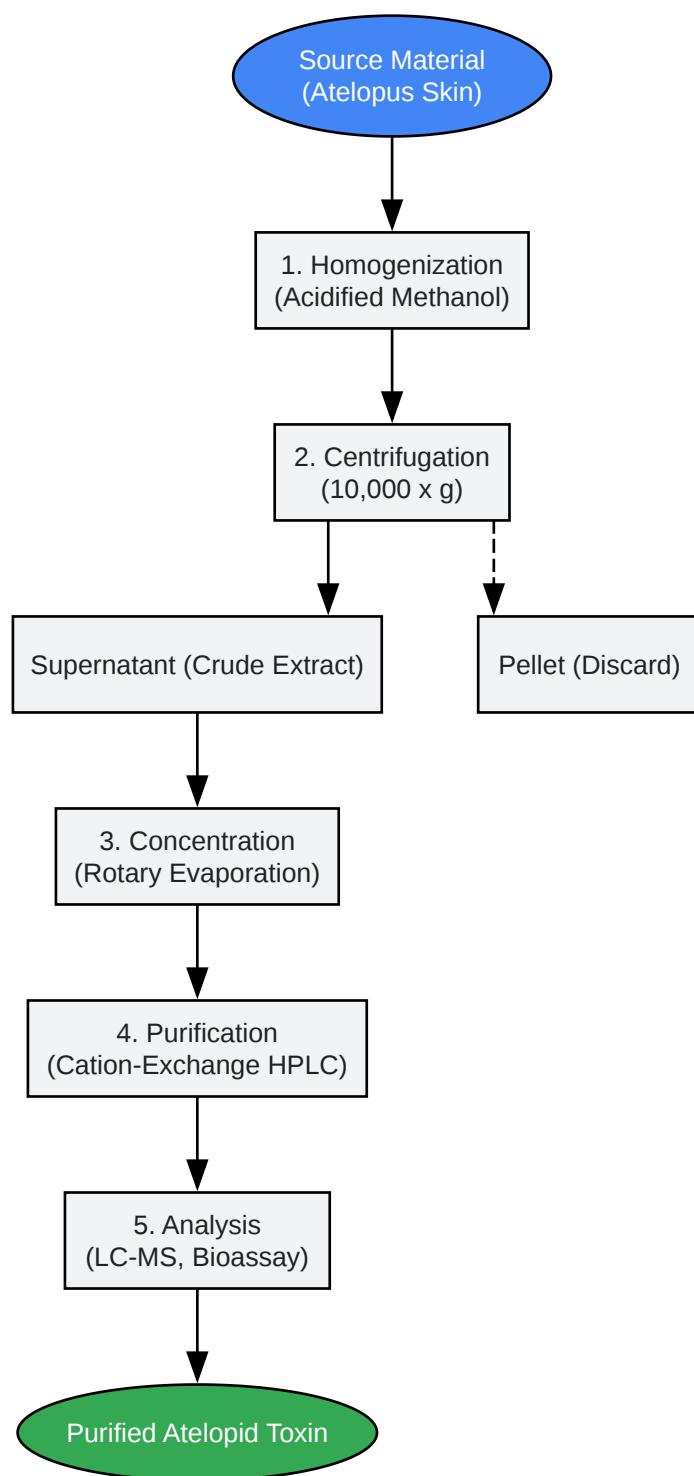 Source Material
(Atelopus Skin)
1. Homogenization
(Acidified Methanol)
2. Centrifugation
(10,000 x g)
Supernatant (Crude Extract)
Pellet (Discard)
3. Concentration
(Rotary Evaporation)
4. Purification
(Cation-Exchange HPLC)
5. Analysis
(LC-MS, Bioassay)
Purified Atelopid Toxin